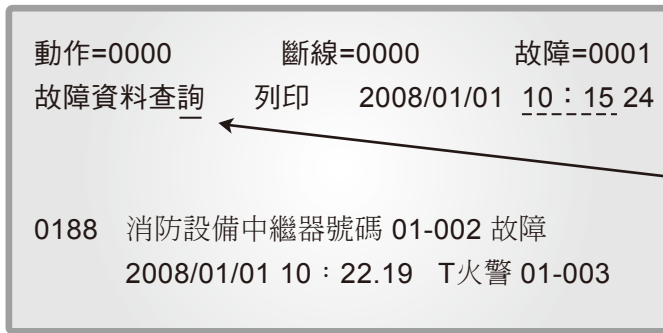 動作=0000 斷線=0000 故障=0001
故障資料查詢 列印 2008/01/01 10：15 24
0188 消防設備中繼器號碼 01-002 故障
2008/01/01 10：22.19 T火警 01-003